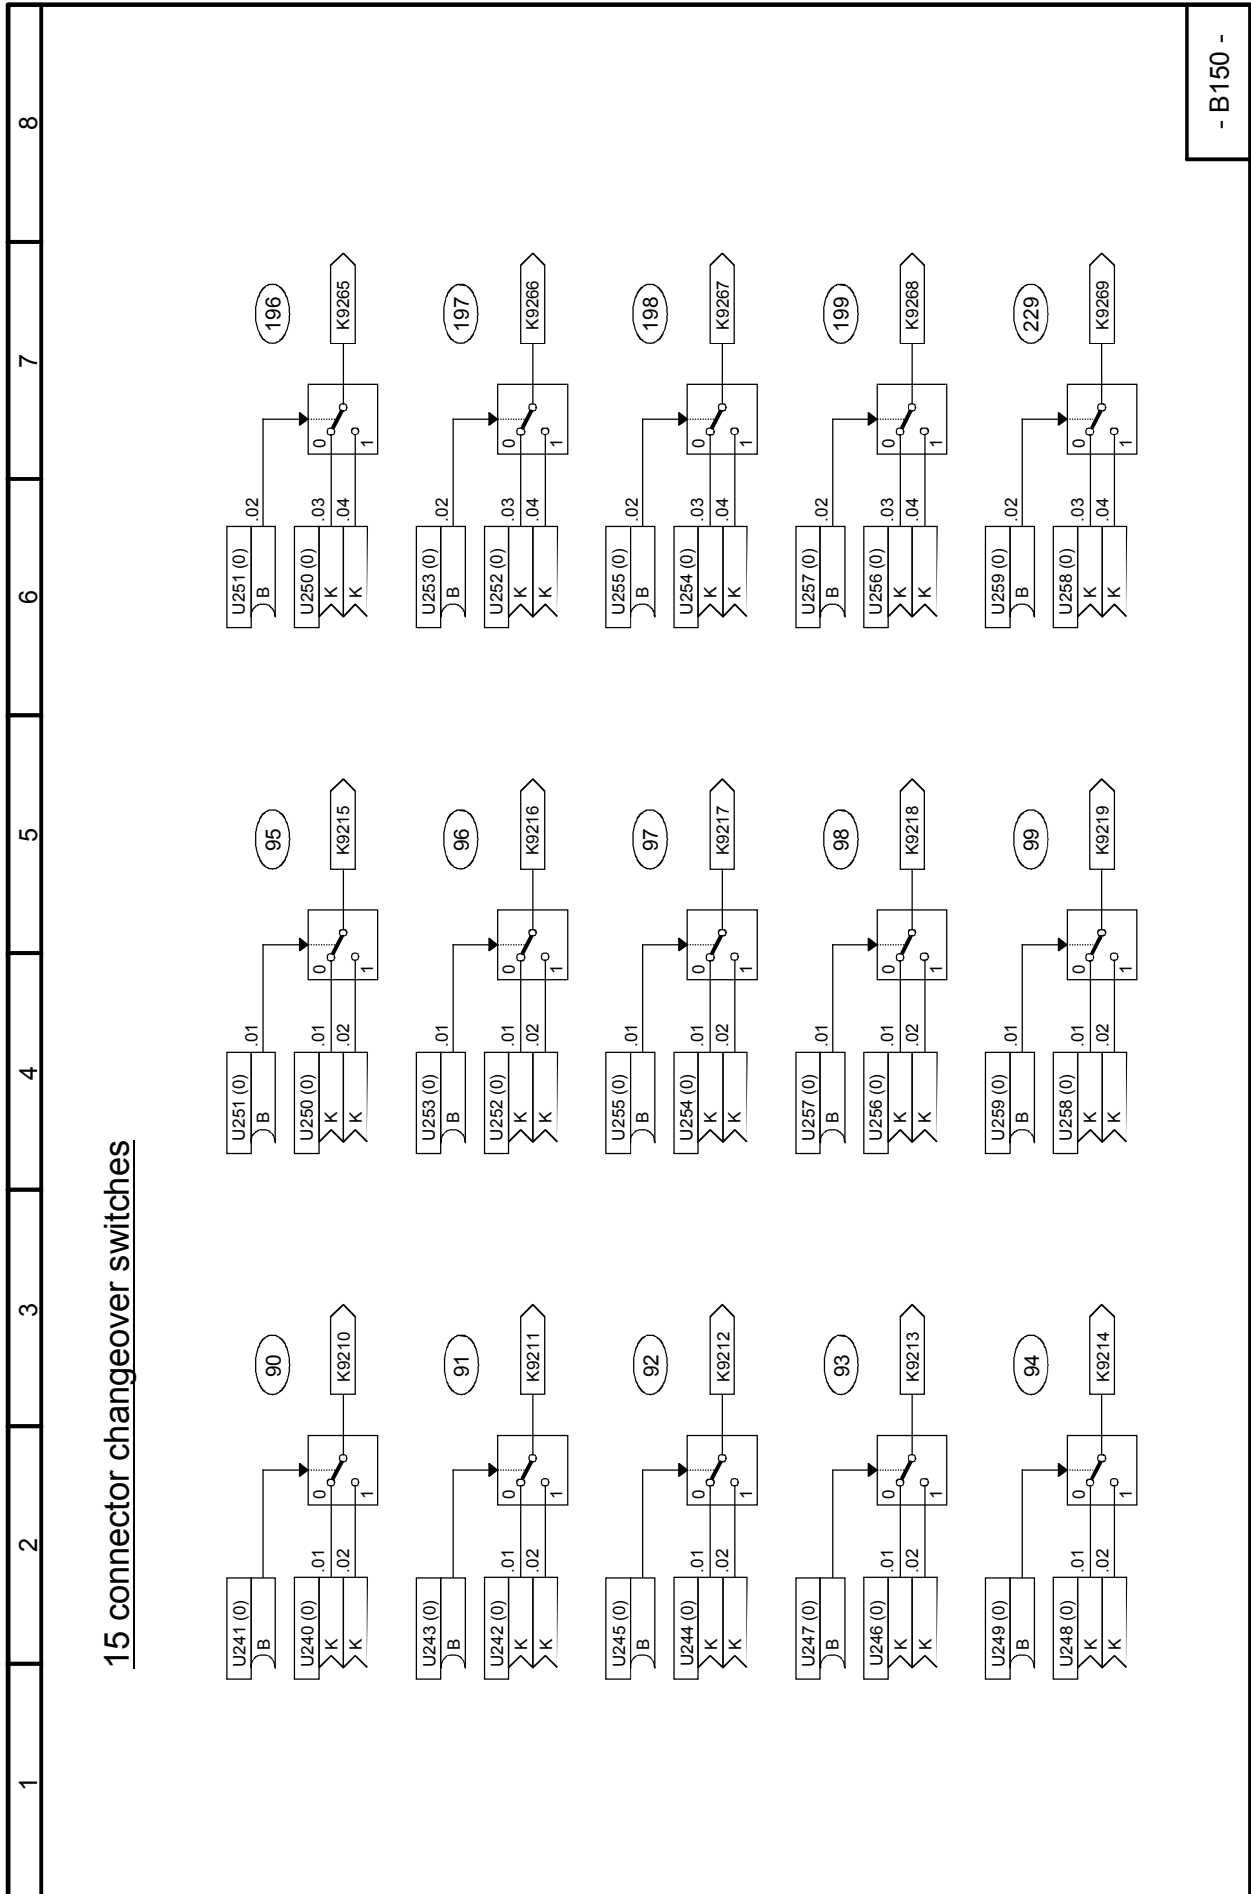 1 2 3 4 5 6 7 8
15 connector changeover switches
U241 (0)
B
U240 (0)
K .01
K .02
0
1
90
K9210
U251 (0)
B .01
U250 (0)
K .01
K .02
0
1
95
K9215
U251 (0)
B .02
U250 (0)
K .03
K .04
0
1
196
K9265
U243 (0)
B
U242 (0)
K .01
K .02
0
1
91
K9211
U253 (0)
B .01
U252 (0)
K .01
K .02
0
1
96
K9216
U253 (0)
B .02
U252 (0)
K .03
K .04
0
1
197
K9266
U245 (0)
B
U244 (0)
K .01
K .02
0
1
92
K9212
U255 (0)
B .01
U254 (0)
K .01
K .02
0
1
97
K9217
U255 (0)
B .02
U254 (0)
K .03
K .04
0
1
198
K9267
U247 (0)
B
U246 (0)
K .01
K .02
0
1
93
K9213
U257 (0)
B .01
U256 (0)
K .01
K .02
0
1
98
K9218
U257 (0)
B .02
U256 (0)
K .03
K .04
0
1
199
K9268
U249 (0)
B
U248 (0)
K .01
K .02
0
1
94
K9214
U259 (0)
B .01
U258 (0)
K .01
K .02
0
1
99
K9219
U259 (0)
B .02
U258 (0)
K .03
K .04
0
1
229
K9269
- B150 -